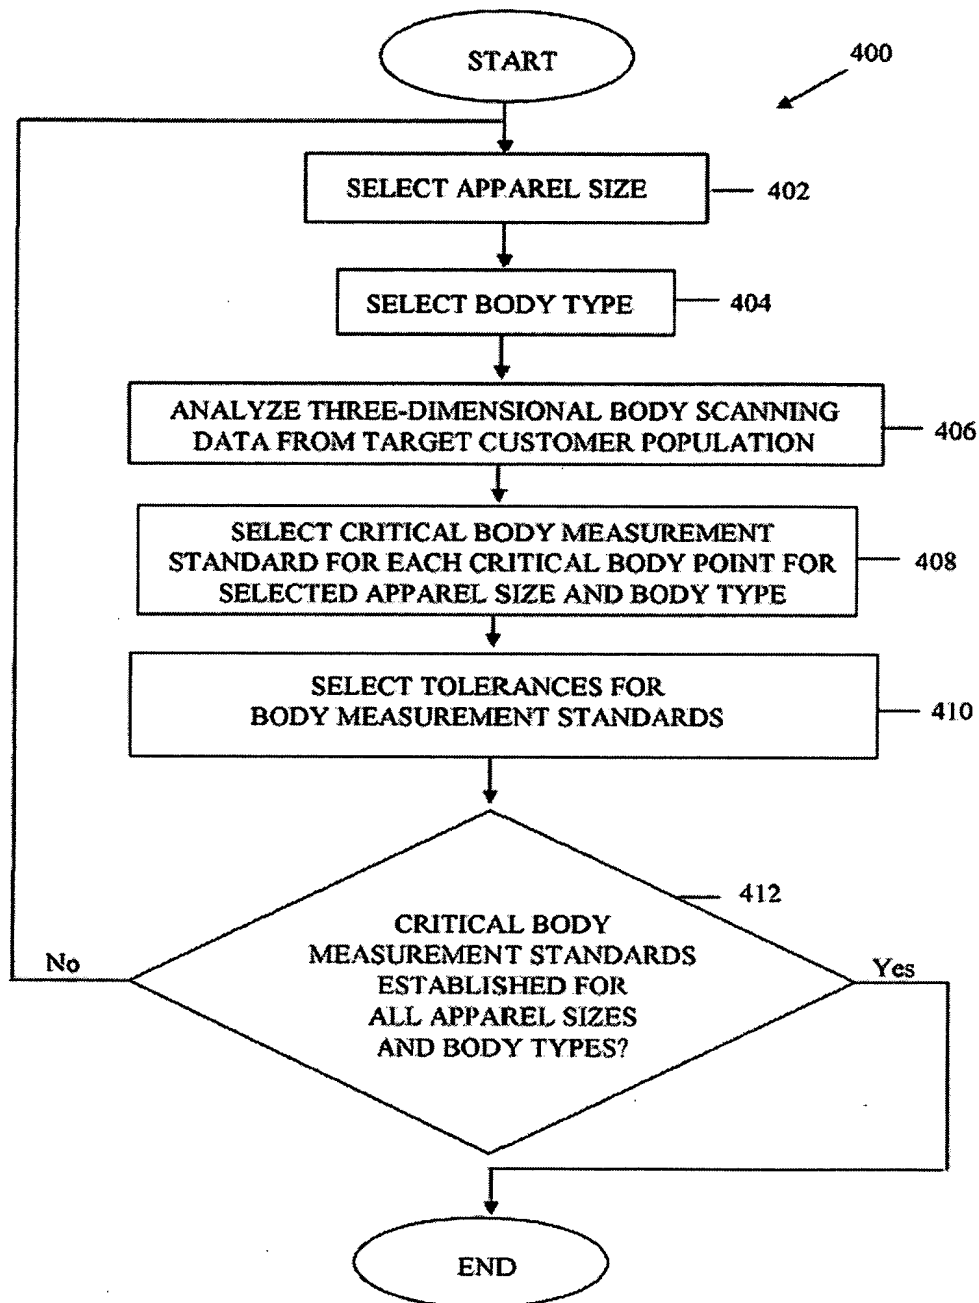 START
400
SELECT APPAREL SIZE
402
SELECT BODY TYPE
404
ANALYZE THREE-DIMENSIONAL BODY SCANNING
DATA FROM TARGET CUSTOMER POPULATION
406
SELECT CRITICAL BODY MEASUREMENT
STANDARD FOR EACH CRITICAL BODY POINT FOR
SELECTED APPAREL SIZE AND BODY TYPE
408
SELECT TOLERANCES FOR
BODY MEASUREMENT STANDARDS
410
412
CRITICAL BODY
MEASUREMENT STANDARDS
ESTABLISHED FOR
ALL APPAREL SIZES
AND BODY TYPES?
No
Yes
END